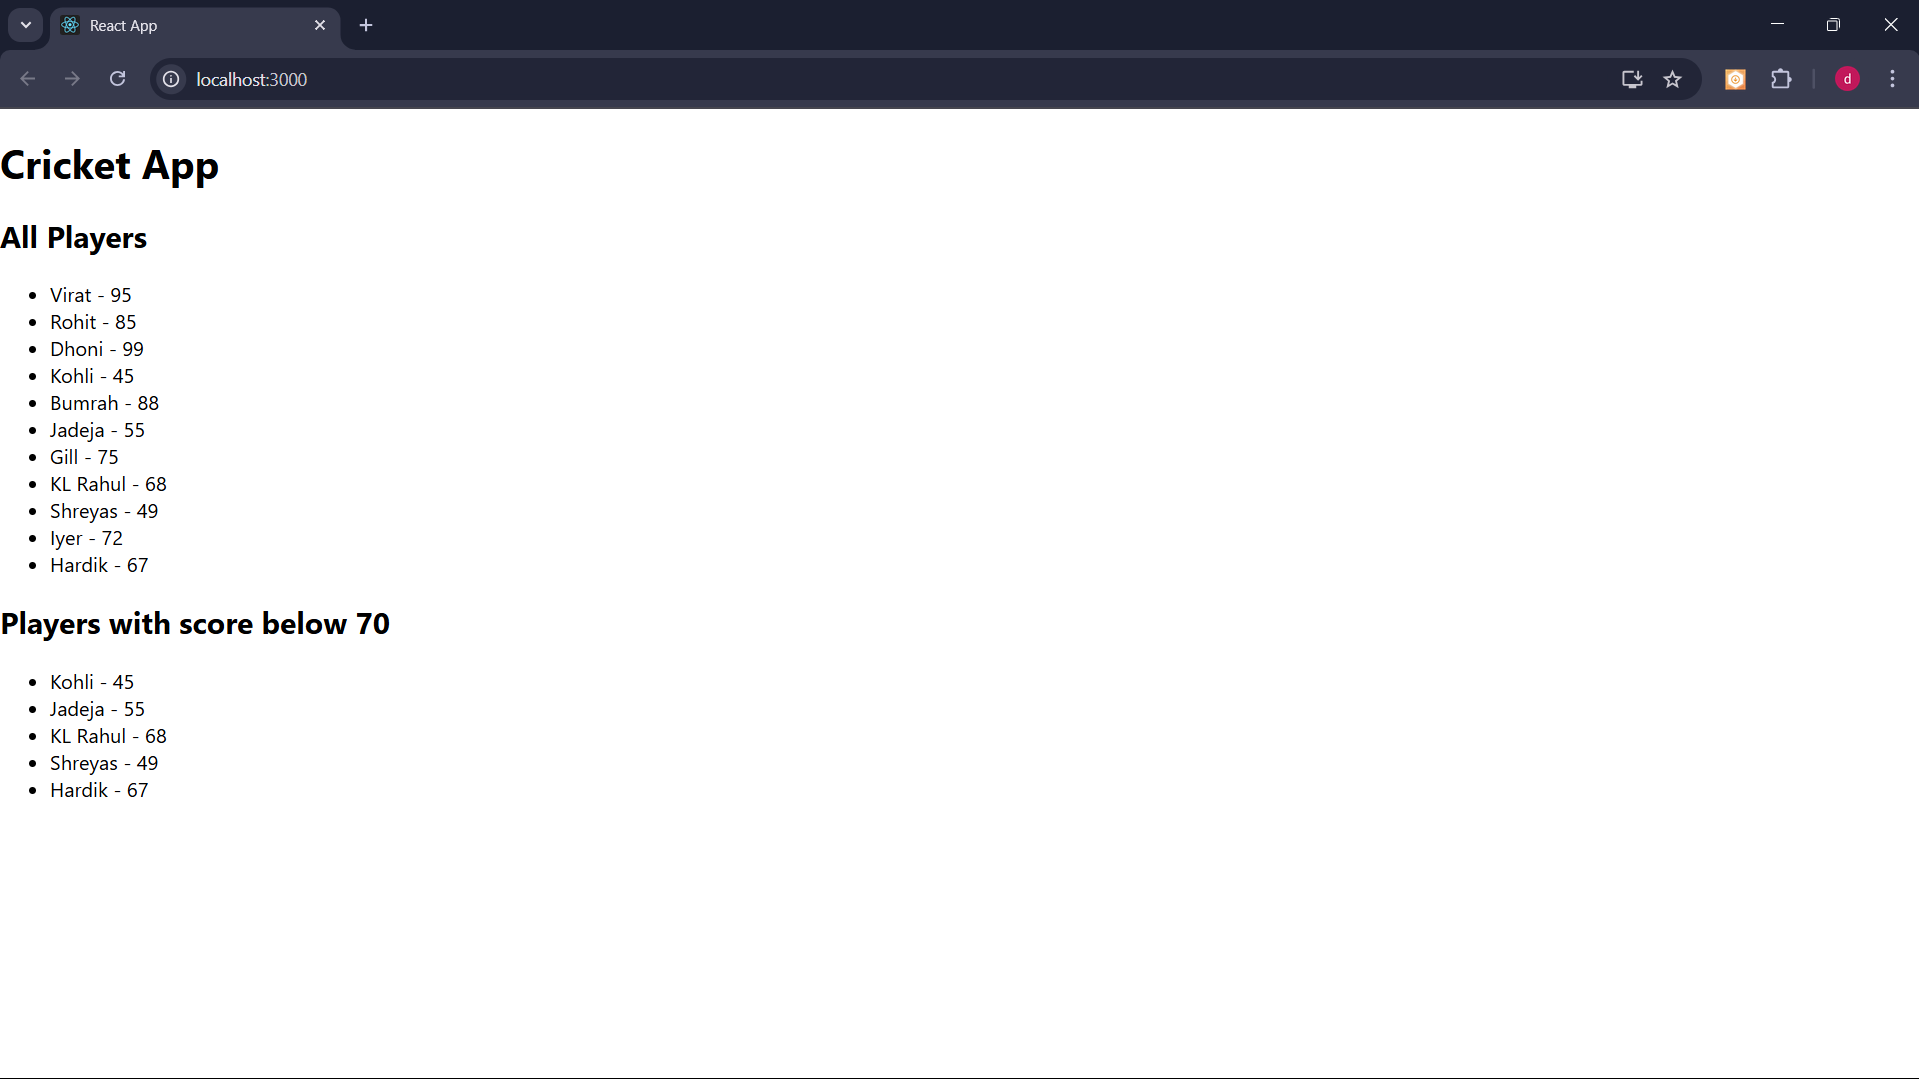 React App
localhost:3000
d
Cricket App
All Players
Virat - 95
Rohit - 85
Dhoni - 99
Kohli - 45
Bumrah - 88
Jadeja - 55
Gill - 75
KL Rahul - 68
Shreyas - 49
Iyer - 72
Hardik - 67
Players with score below 70
Kohli - 45
Jadeja - 55
KL Rahul - 68
Shreyas - 49
Hardik - 67